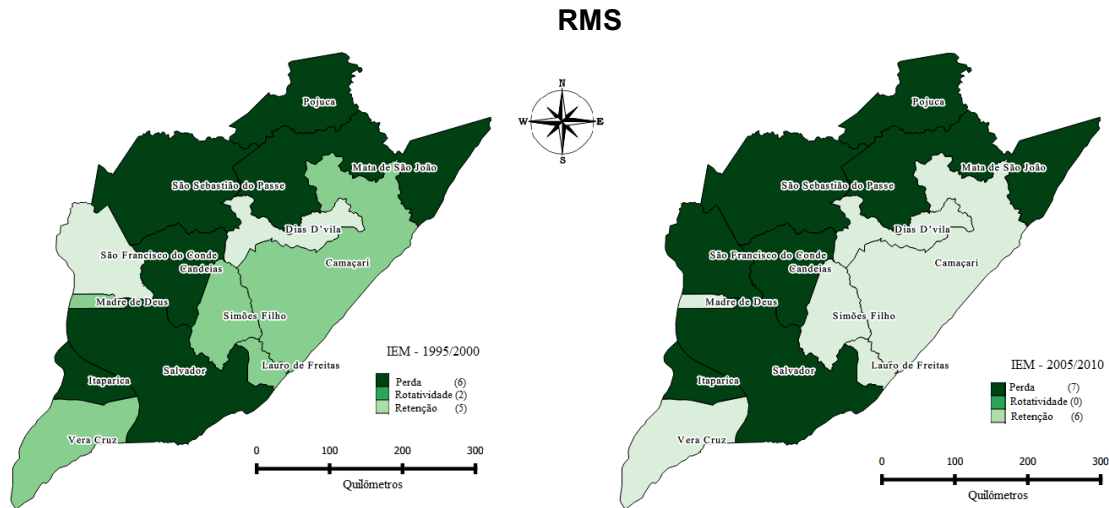 RMS
N
W E
S
Pojuca
Mata de São João
São Sebastião do Passe
Dias D'vila
São Francisco do Conde
Candeias
Camaçari
Madre de Deus
Simões Filho
Lauro de Freitas
Salvador
Itaparica
Vera Cruz
IEM - 1995/2000
Perda (6)
Rotatividade (2)
Retenção (5)
0 100 200 300
Quilômetros
Pojuca
Mata de São João
São Sebastião do Passe
Dias D'vila
São Francisco do Conde
Candeias
Camaçari
Madre de Deus
Simões Filho
Lauro de Freitas
Salvador
Itaparica
Vera Cruz
IEM - 2005/2010
Perda (7)
Rotatividade (0)
Retenção (6)
0 100 200 300
Quilômetros